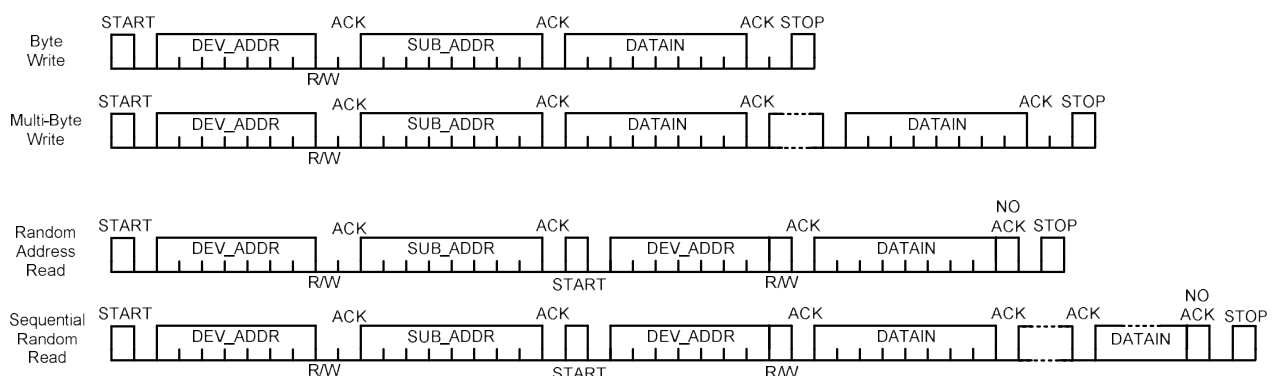 START ACK ACK ACK STOP
Byte
Write
DEV_ADDR SUB_ADDR DATAIN
R/W
START ACK ACK ACK ACK STOP
Multi-Byte
Write
DEV_ADDR SUB_ADDR DATAIN DATAIN
R/W
NO
START ACK ACK ACK ACK STOP
Random
Address
Read
DEV_ADDR SUB_ADDR DEV_ADDR DATAIN
R/W START R/W
NO
START ACK ACK ACK ACK ACK ACK STOP
Sequential
Random
Read
DEV_ADDR SUB_ADDR DEV_ADDR DATAIN DATAIN
R/W START R/W